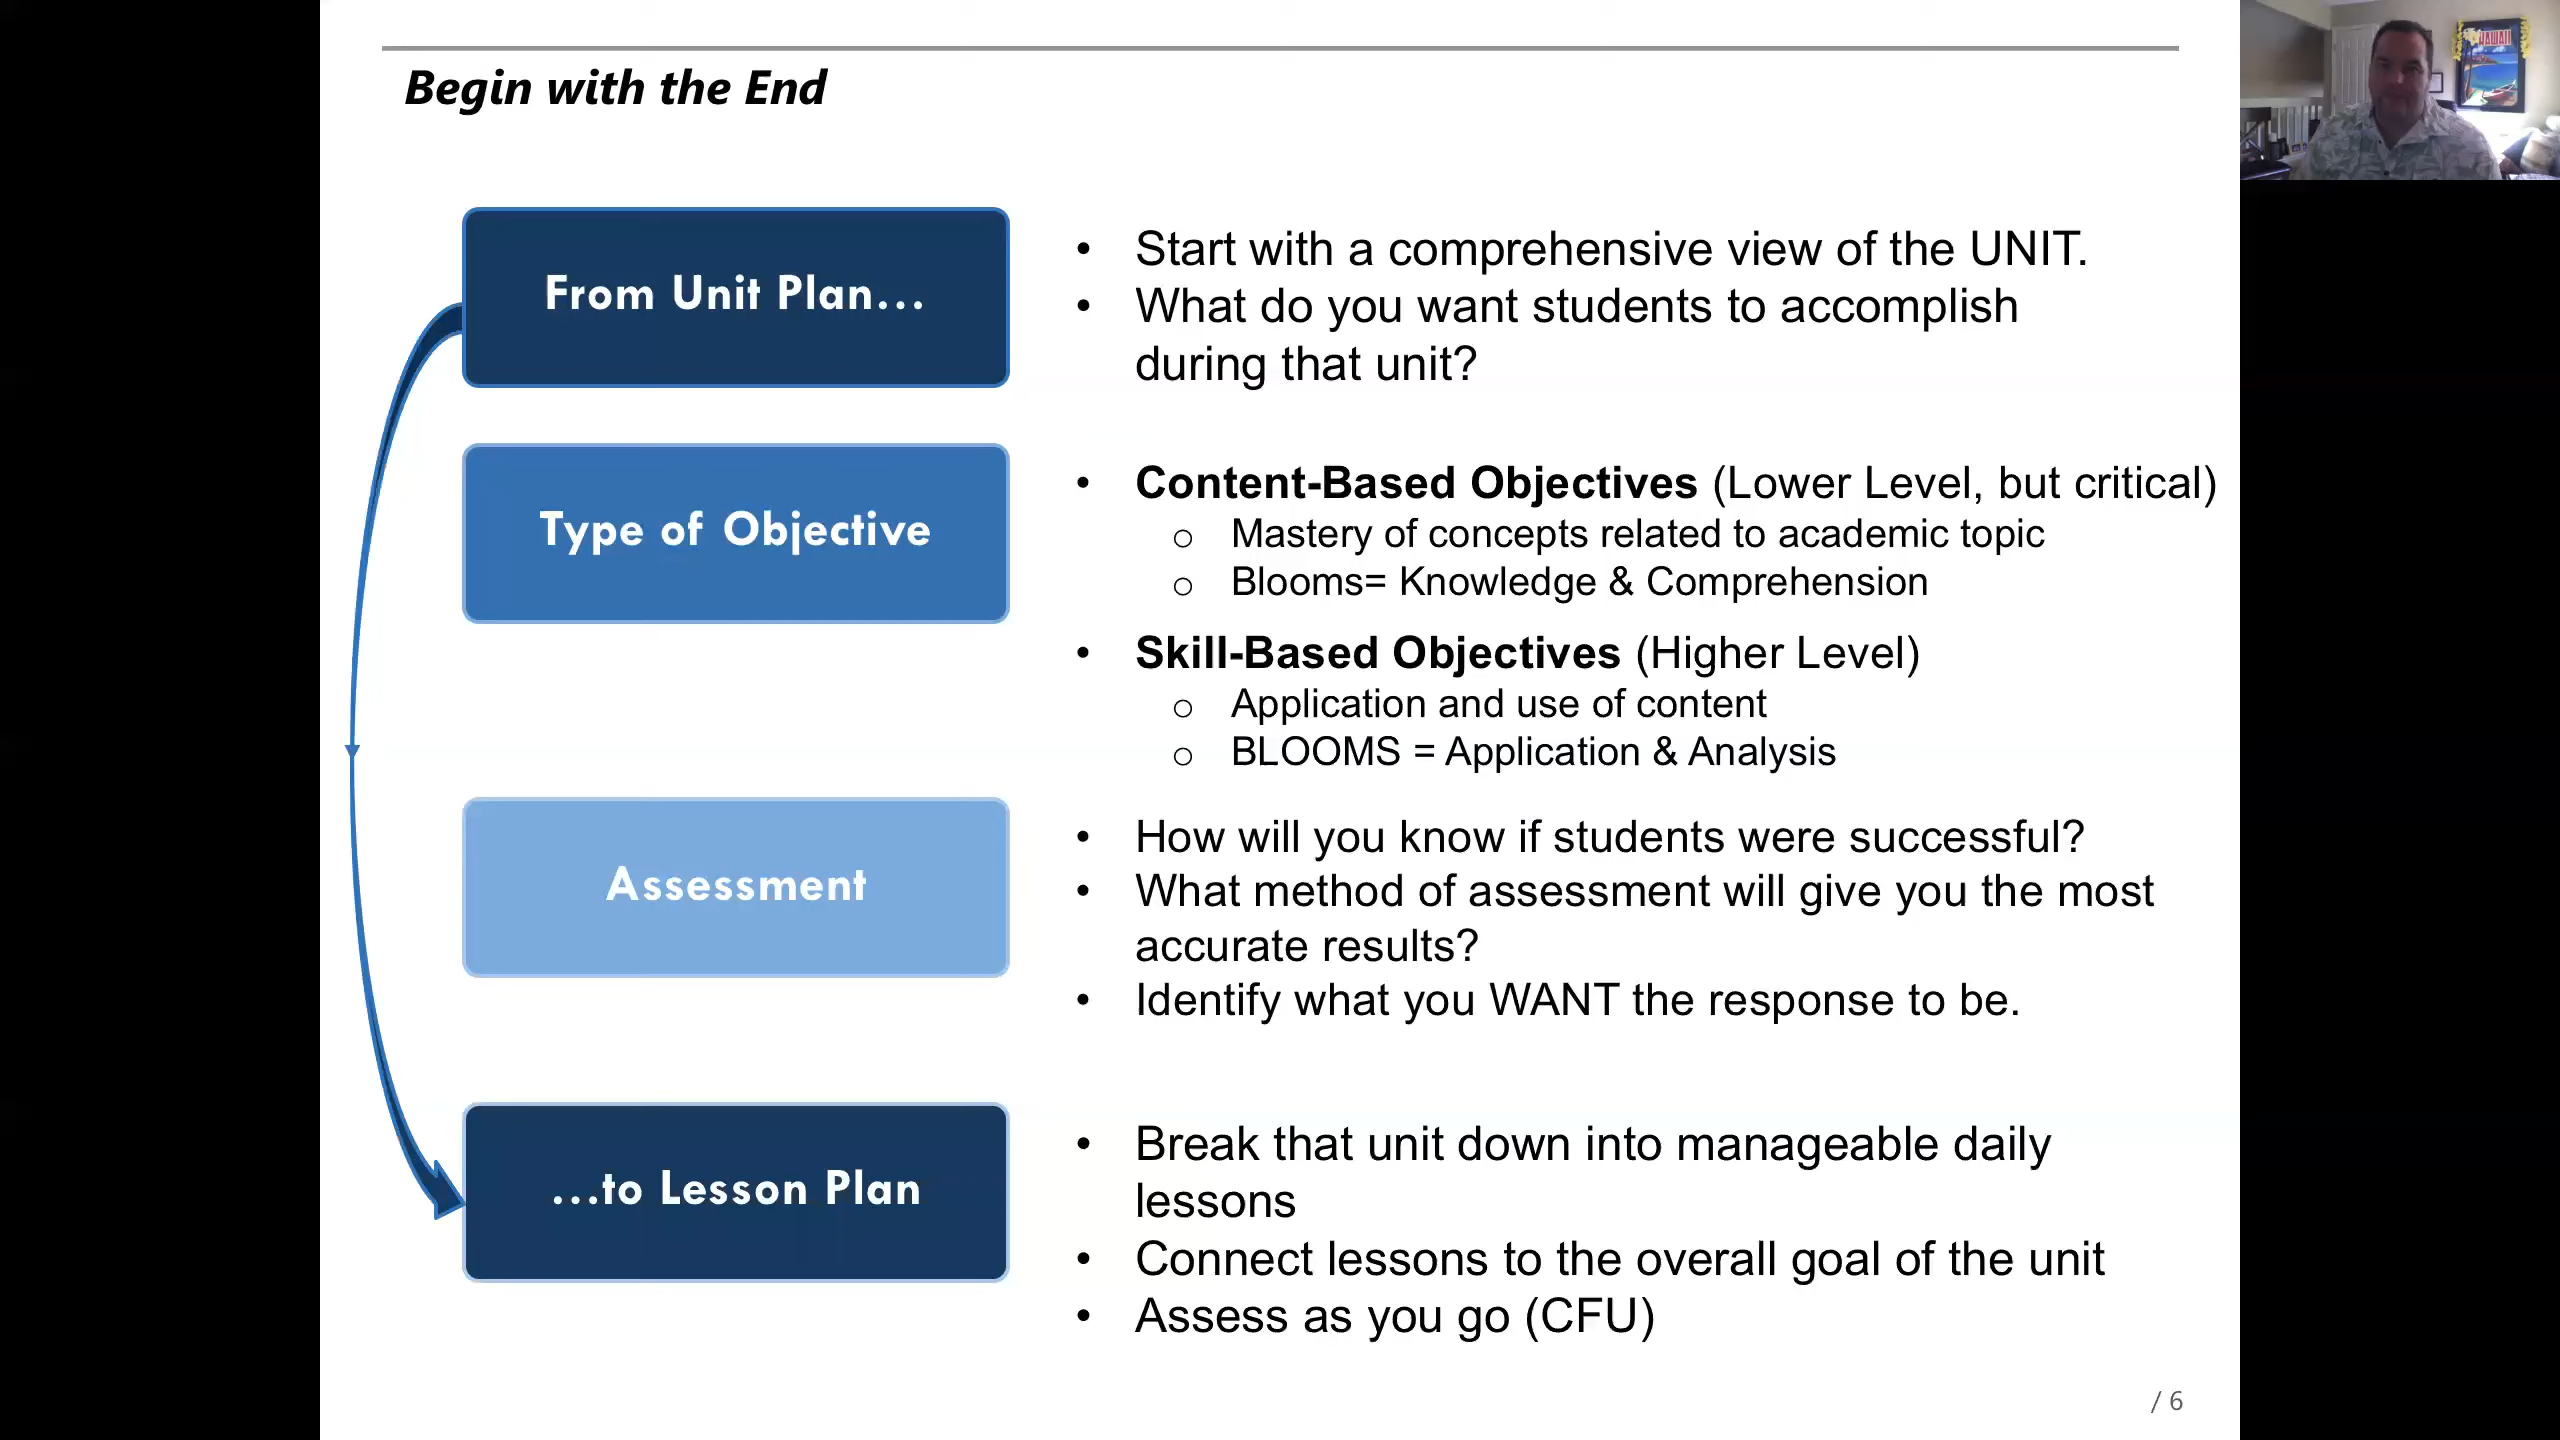 Begin with the End
From Unit Plan...
• Start with a comprehensive view of the UNIT.
• What do you want students to accomplish
during that unit?
Type of Objective
• Content-Based Objectives (Lower Level, but critical)
o Mastery of concepts related to academic topic
o Blooms= Knowledge & Comprehension
• Skill-Based Objectives (Higher Level)
o Application and use of content
o BLOOMS = Application & Analysis
Assessment
• How will you know if students were successful?
• What method of assessment will give you the most
accurate results?
• Identify what you WANT the response to be.
...to Lesson Plan
• Break that unit down into manageable daily
lessons
• Connect lessons to the overall goal of the unit
• Assess as you go (CFU)
/ 6
HAWAII